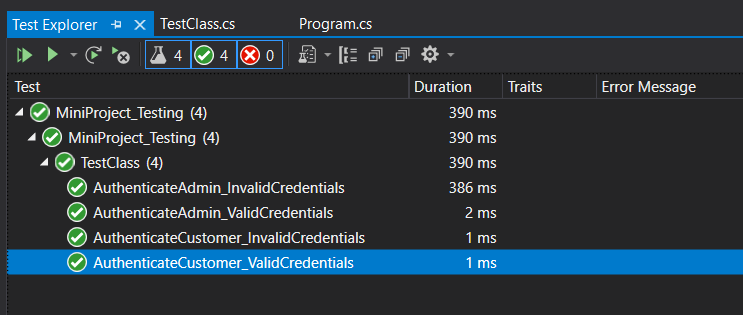 Test Explorer TestClass.cs Program.cs
4 4 0
Test Duration Traits Error Message
MiniProject_Testing (4) 390 ms
MiniProject_Testing (4) 390 ms
TestClass (4) 390 ms
AuthenticateAdmin_InvalidCredentials 386 ms
AuthenticateAdmin_ValidCredentials 2 ms
AuthenticateCustomer_InvalidCredentials 1 ms
AuthenticateCustomer_ValidCredentials 1 ms